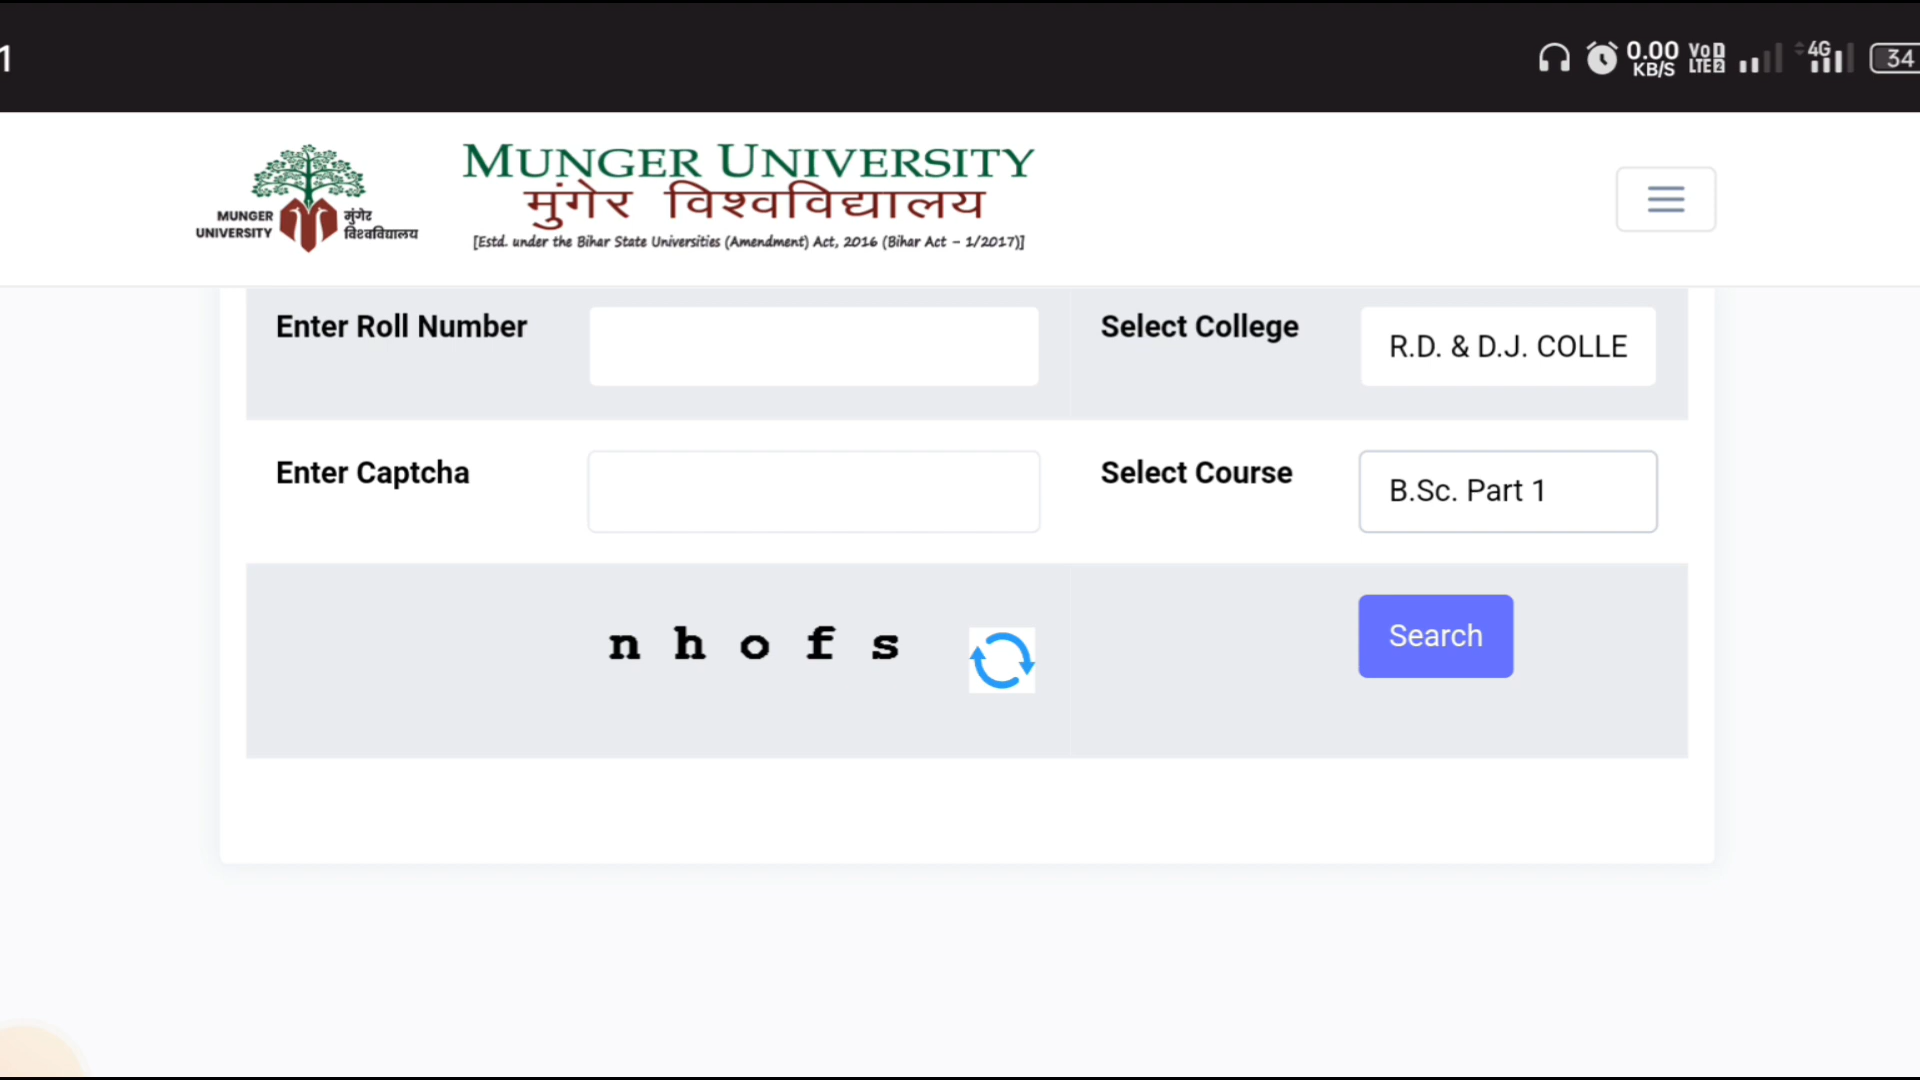 1
0.00
KB/S
VoD
LTE 2
4G
34
MUNGER
UNIVERSITY
मुंगेर
विश्वविद्यालय
MUNGER UNIVERSITY
मुंगेर विश्वविद्यालय
[Estd. under the Bihar State Universities (Amendment) Act, 2016 (Bihar Act – 1/2017)]
Enter Roll Number
Select College
R.D. & D.J. COLLE
Enter Captcha
Select Course
B.Sc. Part 1
n h o f s
Search